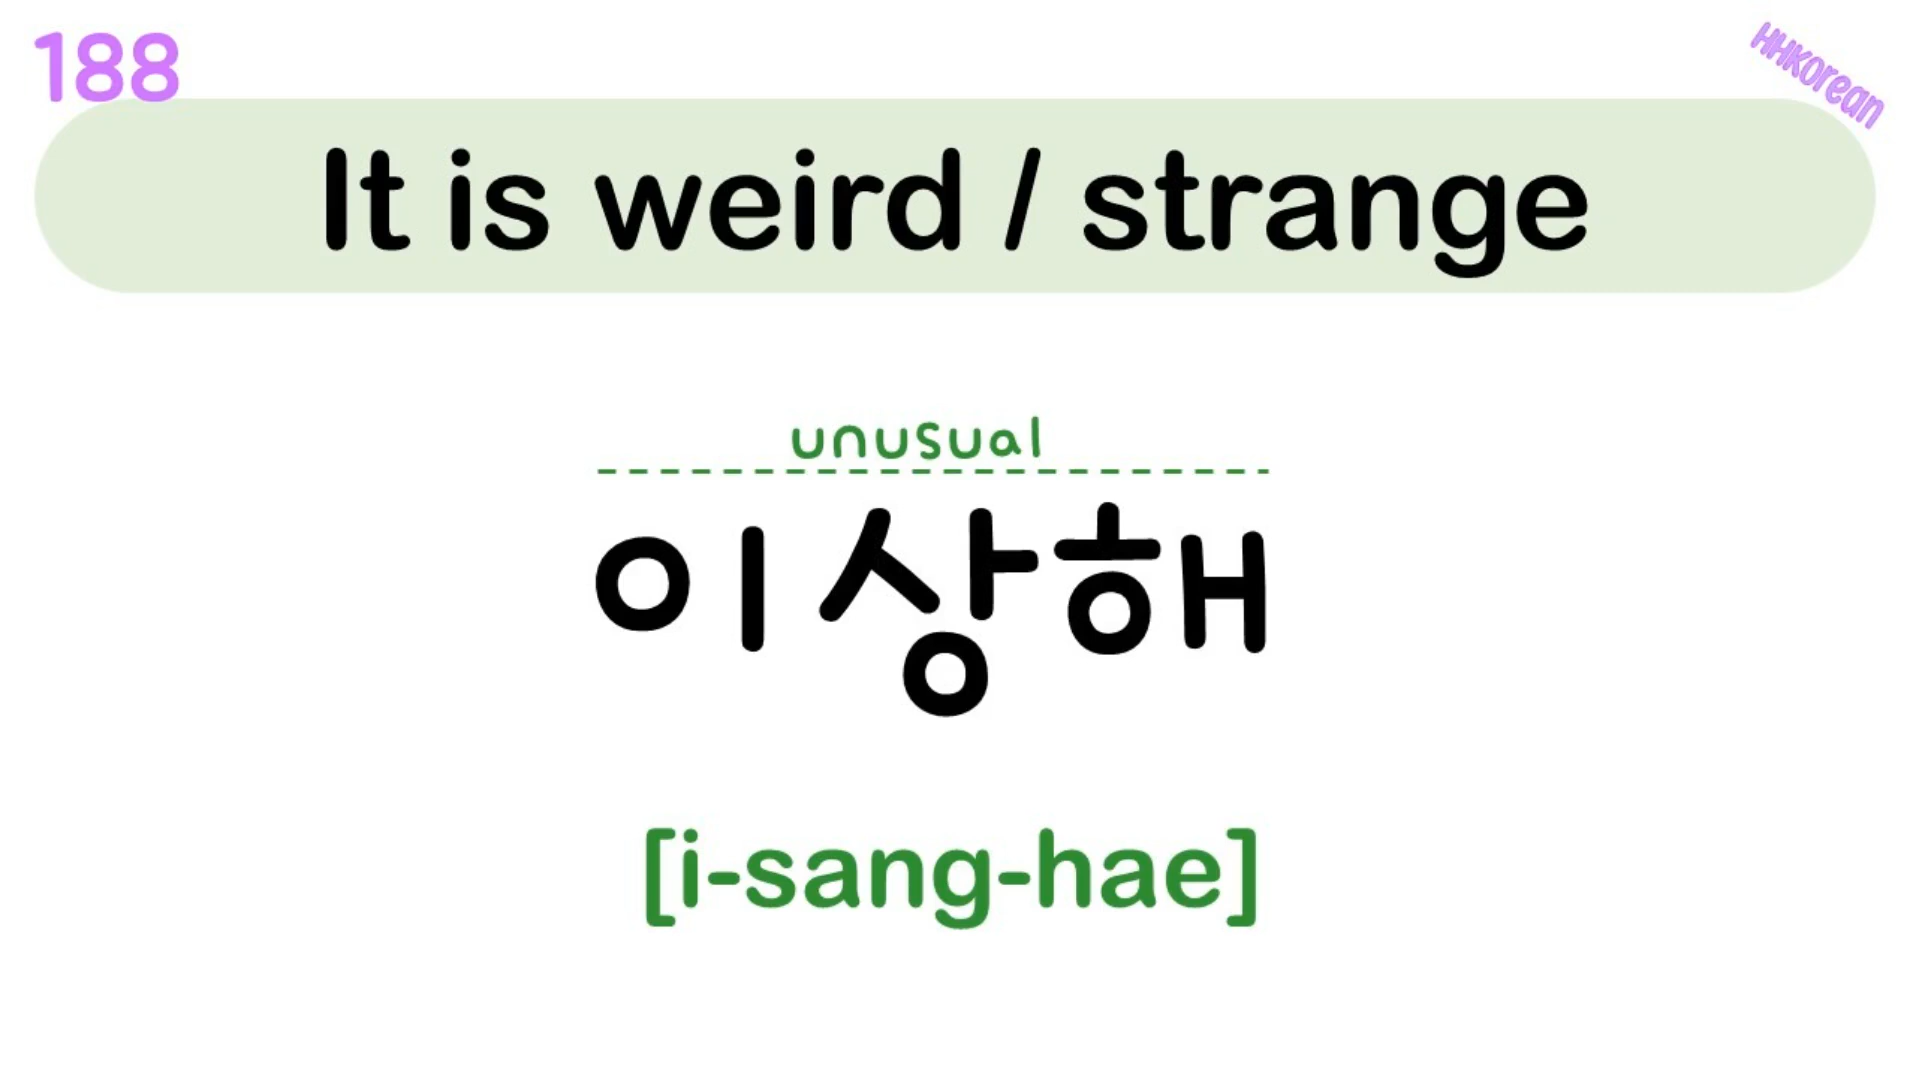 188
HHKorean
It is weird / strange
unusual
이상해
[i-sang-hae]